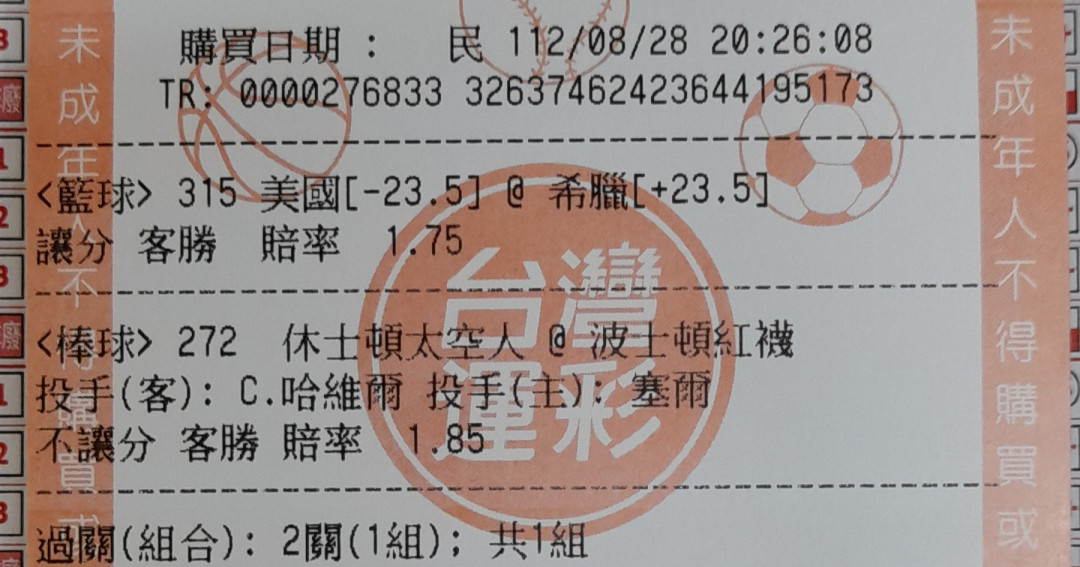 購買日期： 民 112/08/28 20:26:08
TR: 0000276833 32637462423644195173
<籃球> 315 美國[-23.5] @ 希臘[+23.5]
讓分 客勝 賠率 1.75
<棒球> 272 休士頓太空人 @ 波士頓紅襪
投手(客): C.哈維爾 投手(主): 塞爾
不讓分 客勝 賠率 1.85
過關(組合): 2關(1組); 共1組
台灣
運彩
未成年人不得購買或
未成年人不得購買或